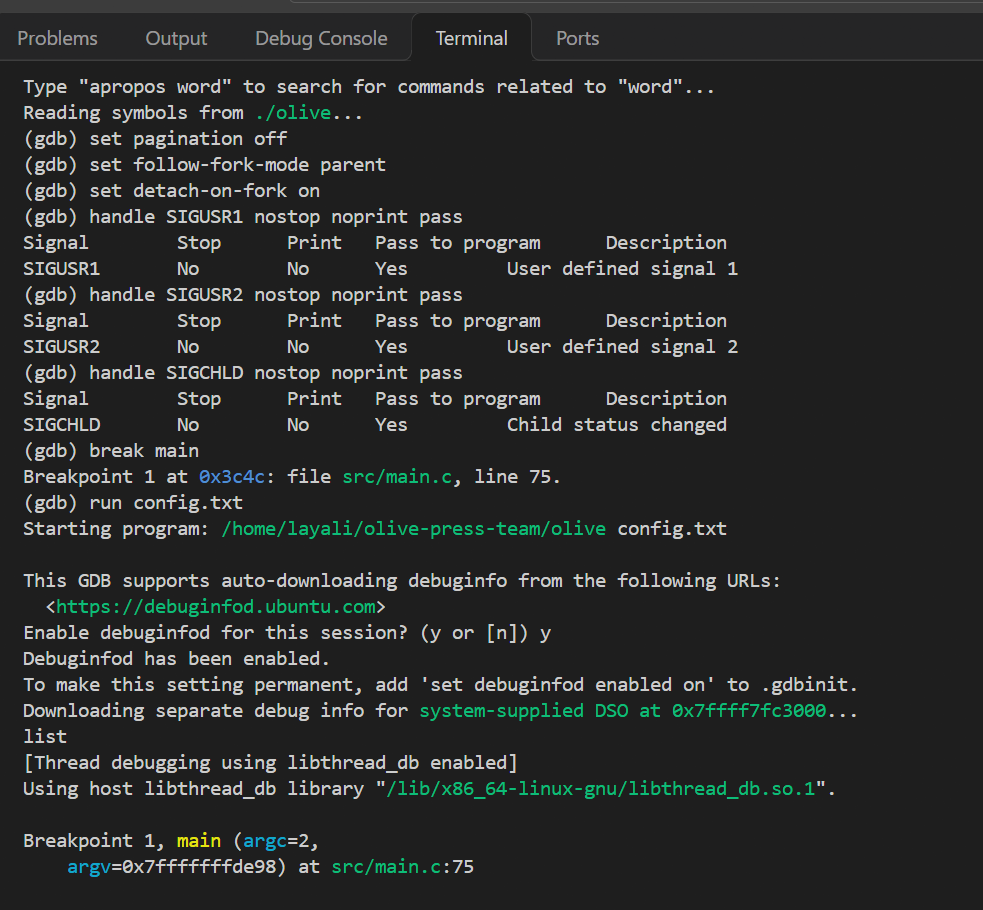 Problems Output Debug Console Terminal Ports
Type "apropos word" to search for commands related to "word"...
Reading symbols from ./olive...
(gdb) set pagination off
(gdb) set follow-fork-mode parent
(gdb) set detach-on-fork on
(gdb) handle SIGUSR1 nostop noprint pass
Signal        Stop      Print   Pass to program      Description
SIGUSR1       No        No      Yes         User defined signal 1
(gdb) handle SIGUSR2 nostop noprint pass
Signal        Stop      Print   Pass to program      Description
SIGUSR2       No        No      Yes         User defined signal 2
(gdb) handle SIGCHLD nostop noprint pass
Signal        Stop      Print   Pass to program      Description
SIGCHLD       No        No      Yes         Child status changed
(gdb) break main
Breakpoint 1 at 0x3c4c: file src/main.c, line 75.
(gdb) run config.txt
Starting program: /home/layali/olive-press-team/olive config.txt
This GDB supports auto-downloading debuginfo from the following URLs:
  <https://debuginfod.ubuntu.com>
Enable debuginfod for this session? (y or [n]) y
Debuginfod has been enabled.
To make this setting permanent, add 'set debuginfod enabled on' to .gdbinit.
Downloading separate debug info for system-supplied DSO at 0x7ffff7fc3000...
list
[Thread debugging using libthread_db enabled]
Using host libthread_db library "/lib/x86_64-linux-gnu/libthread_db.so.1".
Breakpoint 1, main (argc=2,
    argv=0x7fffffffde98) at src/main.c:75